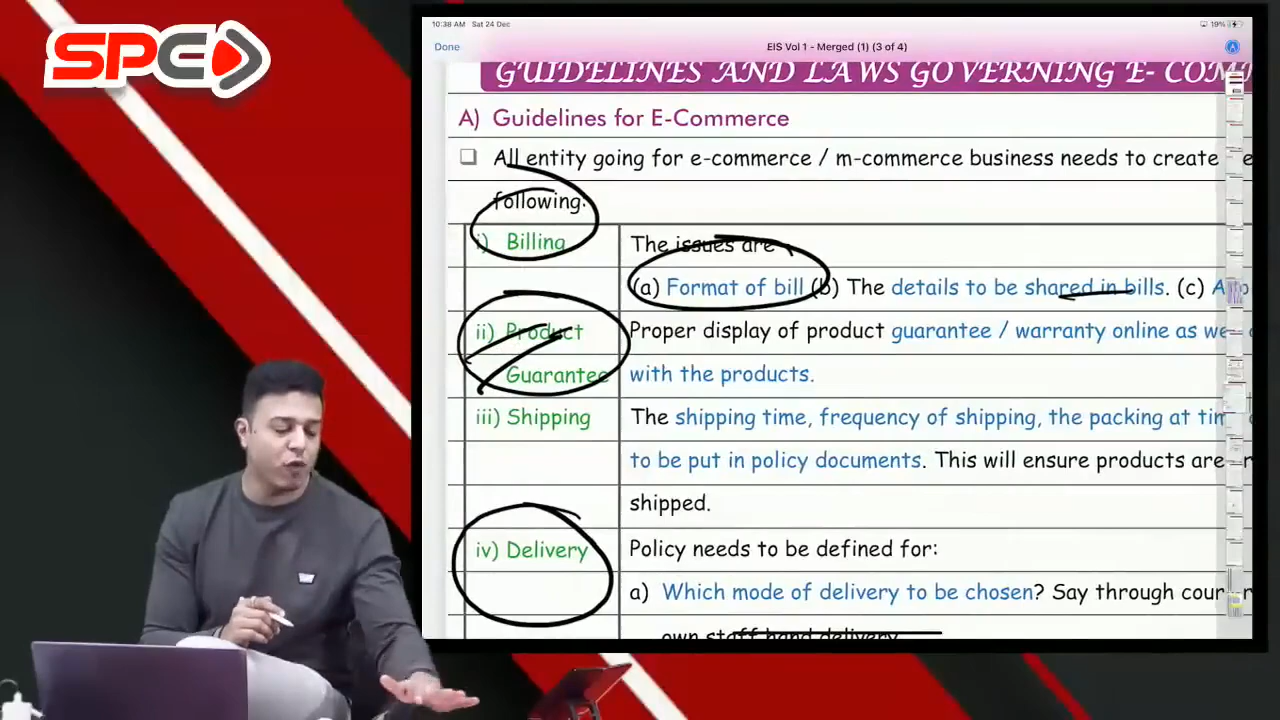 SPC
10:38 AM Sat 24 Dec
19%
Done
EIS Vol 1 - Merged (1) (3 of 4)
GUIDELINES AND LAWS GOVERNING E-
A) Guidelines for E-Commerce
All entity going for e-commerce / m-commerce business needs to create
following:
i) Billing
The issues are
(a) Format of bill (b) The details to be shared in bills. (c)
ii) Product
Proper display of product guarantee / warranty online as
Guarantee
with the products.
iii) Shipping
The shipping time, frequency of shipping, the packing at
to be put in policy documents. This will ensure products are
shipped.
iv) Delivery
Policy needs to be defined for:
a) Which mode of delivery to be chosen? Say through
own staff hand delivery